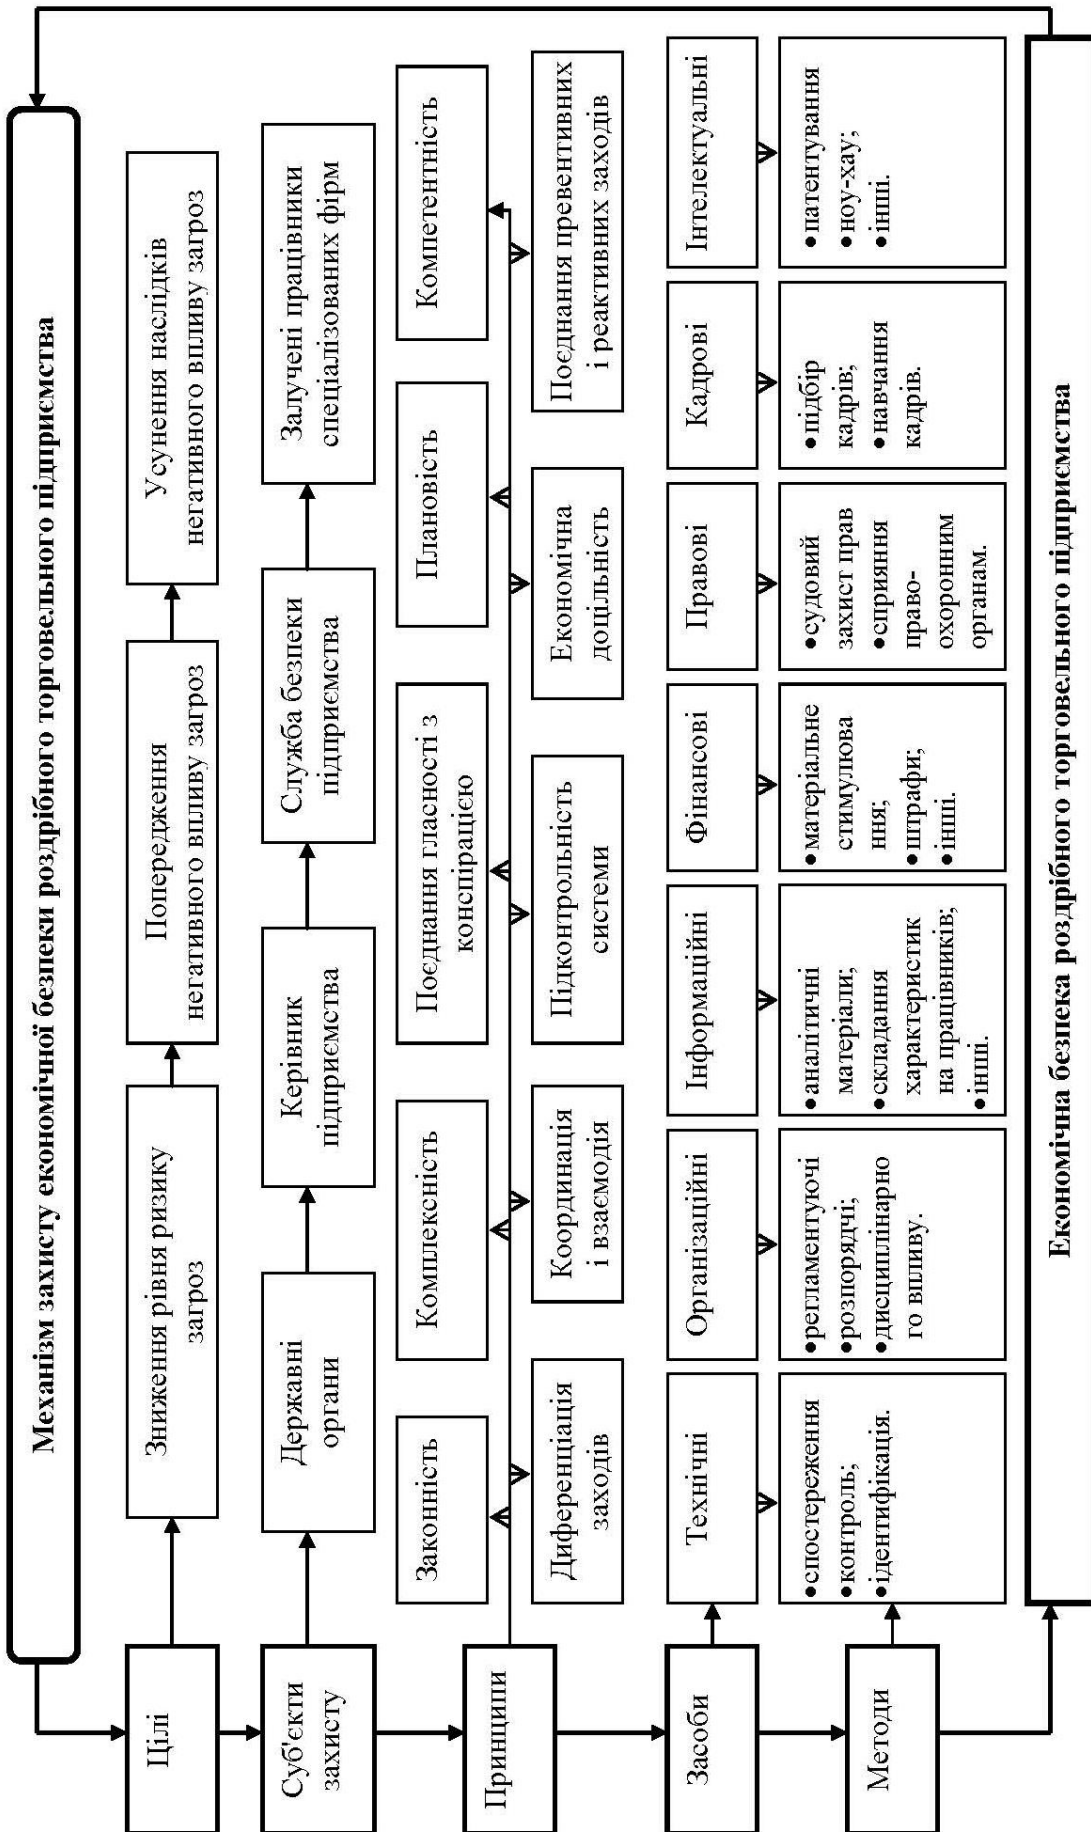 Механізм захисту економічної безпеки роздрібного торговельного підприємства
Цілі
Зниження рівня ризику
загроз
Попередження
негативного впливу загроз
Усунення наслідків
негативного впливу загроз
Суб'єкти
захисту
Державні
органи
Керівник
підприємства
Служба безпеки
підприємства
Залучені працівники
спеціалізованих фірм
Принципи
Законність
Комплексність
Поєднання гласності з
конспірацією
Плановість
Компетентність
Диференціація
заходів
Координація
і взаємодія
Підконтрольність
системи
Економічна
доцільність
Поєднання превентивних
і реактивних заходів
Засоби
Технічні
Організаційні
Інформаційні
Фінансові
Правові
Кадрові
Інтелектуальні
Методи
•спостереження
•контроль;
•ідентифікація.
•регламентуючі
•розпорядчі;
•дисциплінарно
го впливу.
•аналітичні
матеріали;
•складання
характеристик
на працівників;
•інші.
•матеріальне
стимулюва
ння;
•штрафи;
•інші.
•судовий
захист прав
•сприяння
право-
охоронним
органам.
•підбір
кадрів;
•навчання
кадрів.
•патентування
•ноу-хау;
•інші.
Економічна безпека роздрібного торговельного підприємства